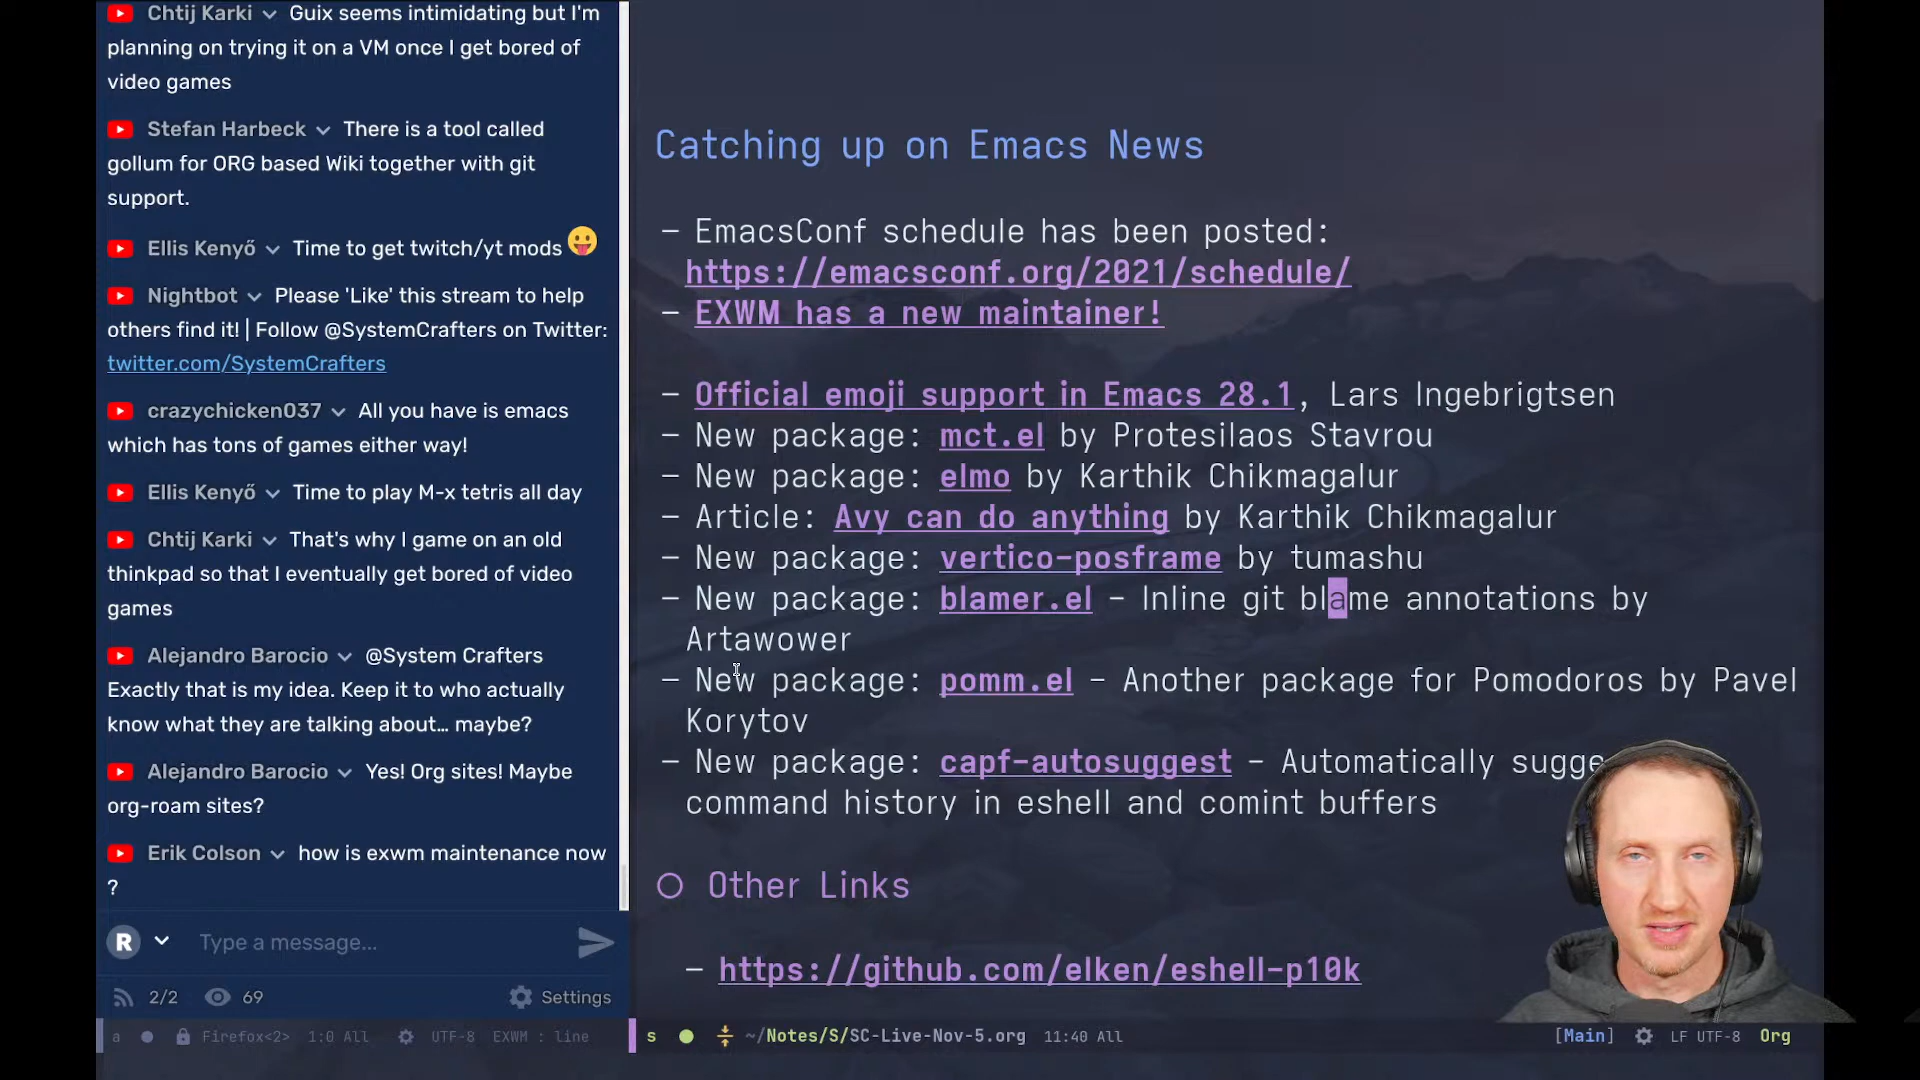 Chtij Karki Guix seems intimidating but I'm
planning on trying it on a VM once I get bored of
video games
Stefan Harbeck There is a tool called
gollum for ORG based Wiki together with git
support.
Ellis Kenyő Time to get twitch/yt mods 😛
Nightbot Please 'Like' this stream to help
others find it! | Follow @SystemCrafters on Twitter:
twitter.com/SystemCrafters
crazychicken037 All you have is emacs
which has tons of games either way!
Ellis Kenyő Time to play M-x tetris all day
Chtij Karki That's why I game on an old
thinkpad so that I eventually get bored of video
games
Alejandro Barocio @System Crafters
Exactly that is my idea. Keep it to who actually
know what they are talking about... maybe?
Alejandro Barocio Yes! Org sites! Maybe
org-roam sites?
Erik Colson how is exwm maintenance now
?
R Type a message...
2/2 69 Settings
a Firefox<2> 1:0 All UTF-8 EXWM : line
Catching up on Emacs News
- EmacsConf schedule has been posted:
https://emacsconf.org/2021/schedule/
- EXWM has a new maintainer!
- Official emoji support in Emacs 28.1, Lars Ingebrigtsen
- New package: mct.el by Protesilaos Stavrou
- New package: elmo by Karthik Chikmagalur
- Article: Avy can do anything by Karthik Chikmagalur
- New package: vertico-posframe by tumashu
- New package: blamer.el - Inline git blame annotations by
Artawower
- New package: pomm.el - Another package for Pomodoros by Pavel
Korytov
- New package: capf-autosuggest - Automatically sugge
command history in eshell and comint buffers
Other Links
- https://github.com/elken/eshell-p10k
s ~/Notes/S/SC-Live-Nov-5.org 11:40 All [Main] LF UTF-8 Org